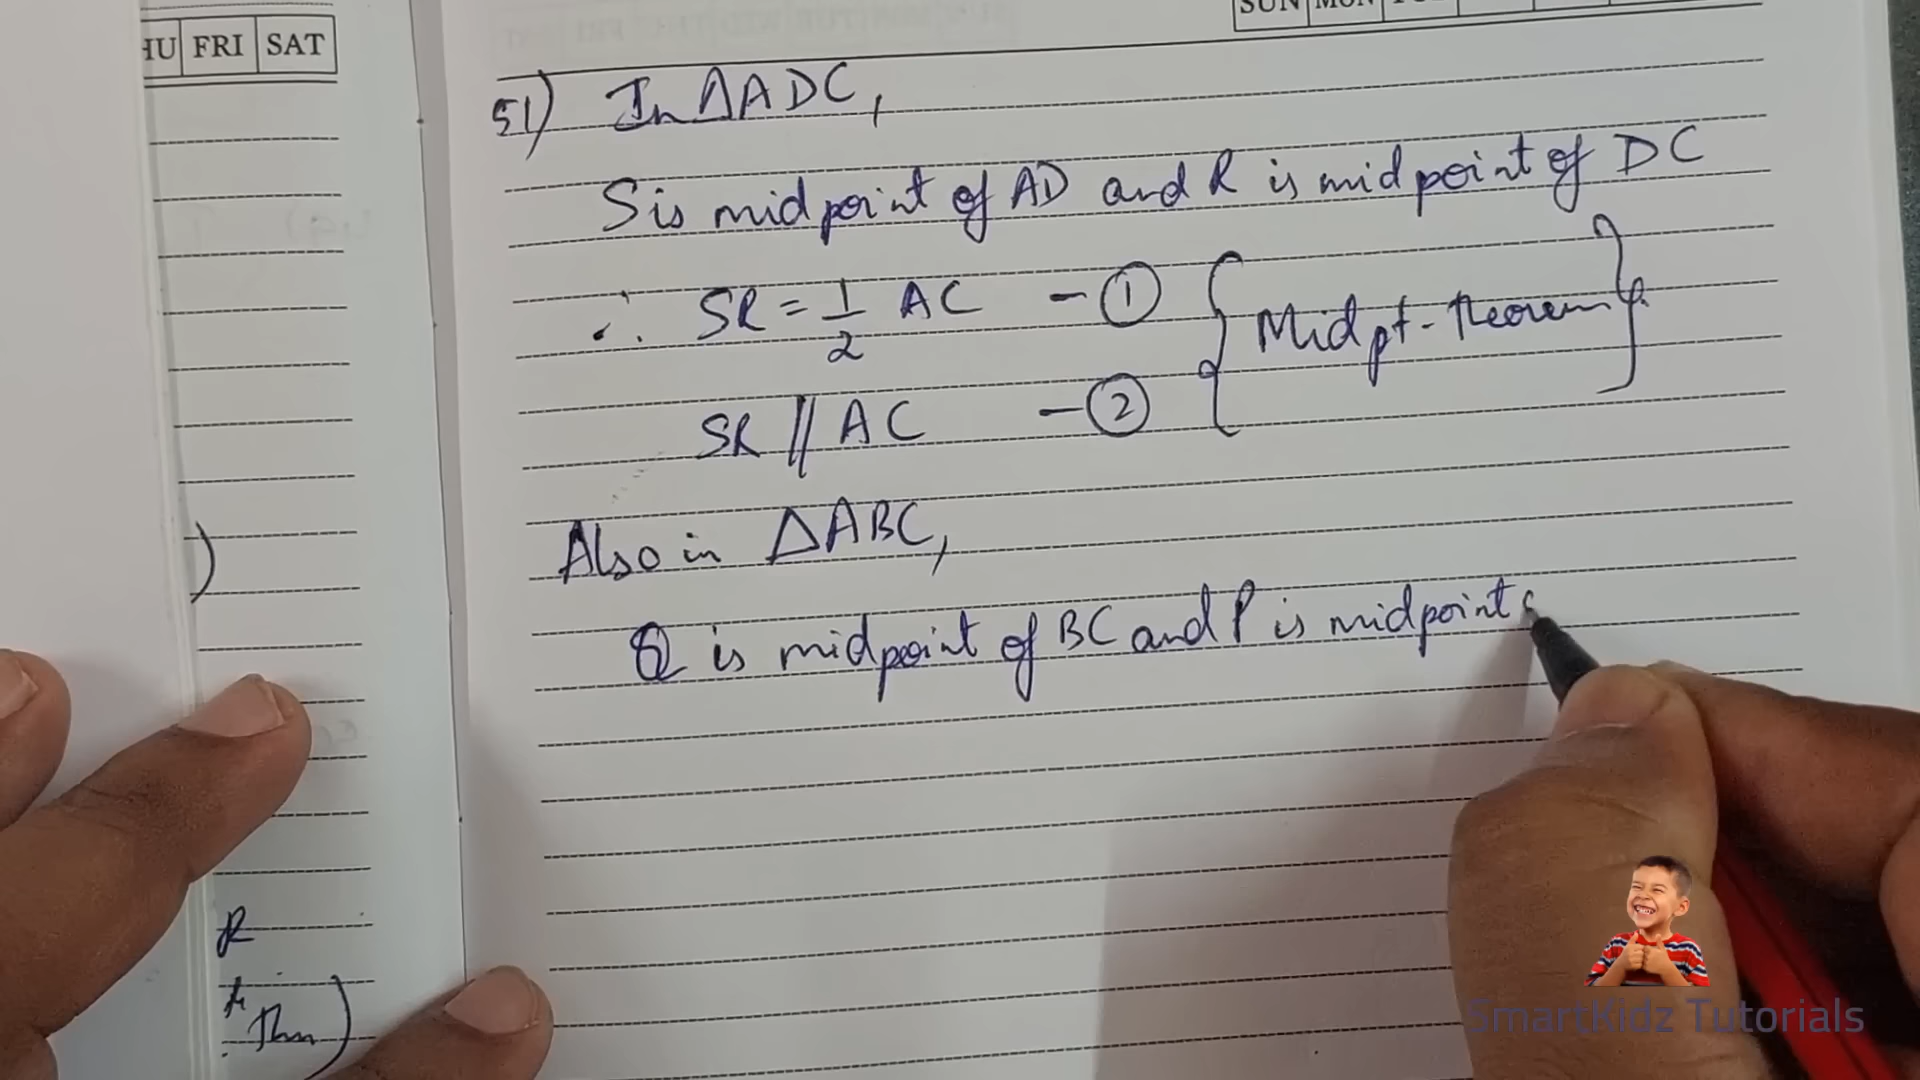 HU FRI SAT
SUN MON
51) In △ADC,
S is midpoint of AD and R is midpoint of DC
∴ SR = 1/2 AC - ①
{Midpt. theorem}
SR || AC - ②
Also in △ABC,
Q is midpoint of BC and P is midpoint
)
R
Thm)
SmartKidz Tutorials